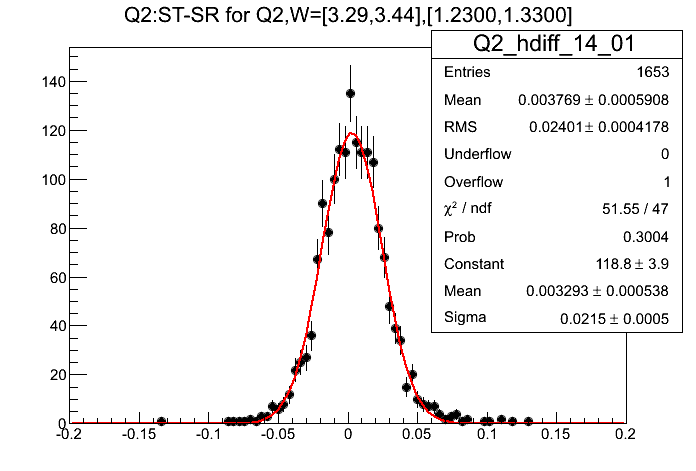 Q2:ST-SR for Q2,W=[3.29,3.44],[1.2300,1.3300]
Q2_hdiff_14_01
Entries 1653
Mean 0.003769 ± 0.0005908
RMS 0.02401 ± 0.0004178
Underflow 0
Overflow 1
χ² / ndf 51.55 / 47
Prob 0.3004
Constant 118.8 ± 3.9
Mean 0.003293 ± 0.000538
Sigma 0.0215 ± 0.0005
140
120
100
80
60
40
20
0
-0.2 -0.15 -0.1 -0.05 0 0.05 0.1 0.15 0.2